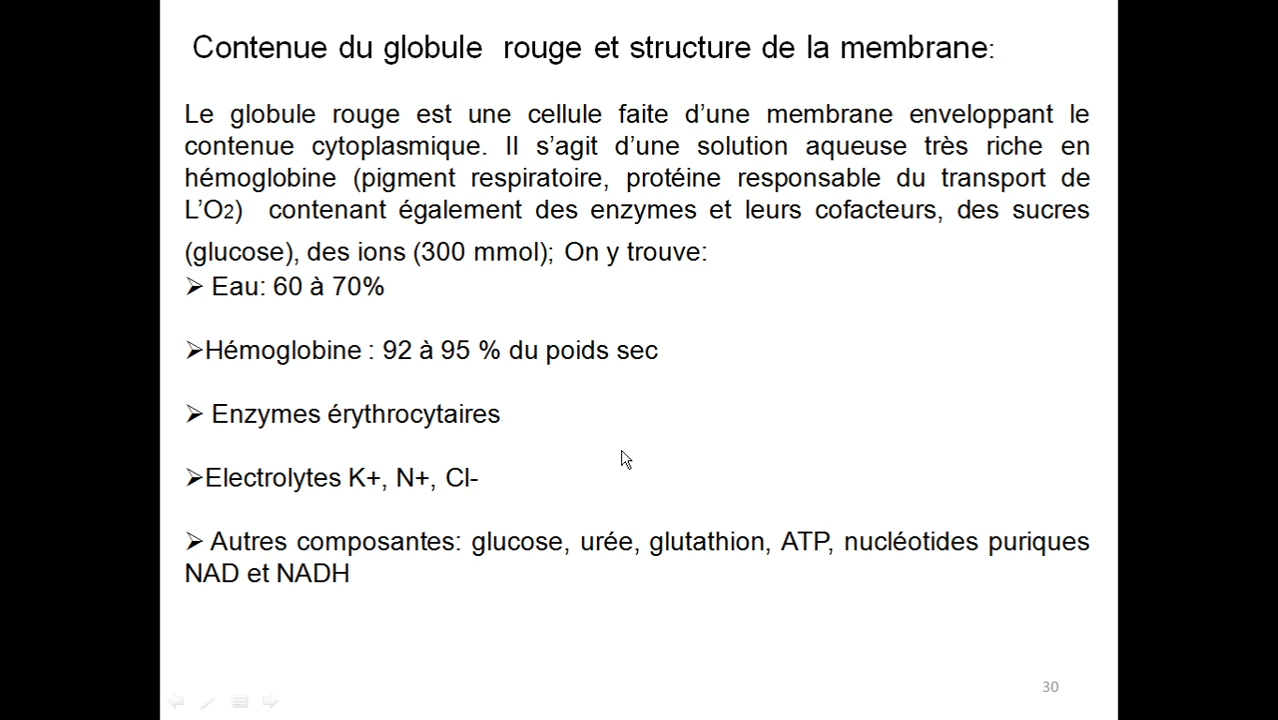 Contenue du globule rouge et structure de la membrane:
Le globule rouge est une cellule faite d’une membrane enveloppant le
contenue cytoplasmique. Il s’agit d’une solution aqueuse très riche en
hémoglobine (pigment respiratoire, protéine responsable du transport de
L’O2) contenant également des enzymes et leurs cofacteurs, des sucres
(glucose), des ions (300 mmol); On y trouve:
➢ Eau: 60 à 70%
➢Hémoglobine : 92 à 95 % du poids sec
➢ Enzymes érythrocytaires
➢Electrolytes K+, N+, Cl-
➢ Autres composantes: glucose, urée, glutathion, ATP, nucléotides puriques
NAD et NADH
30